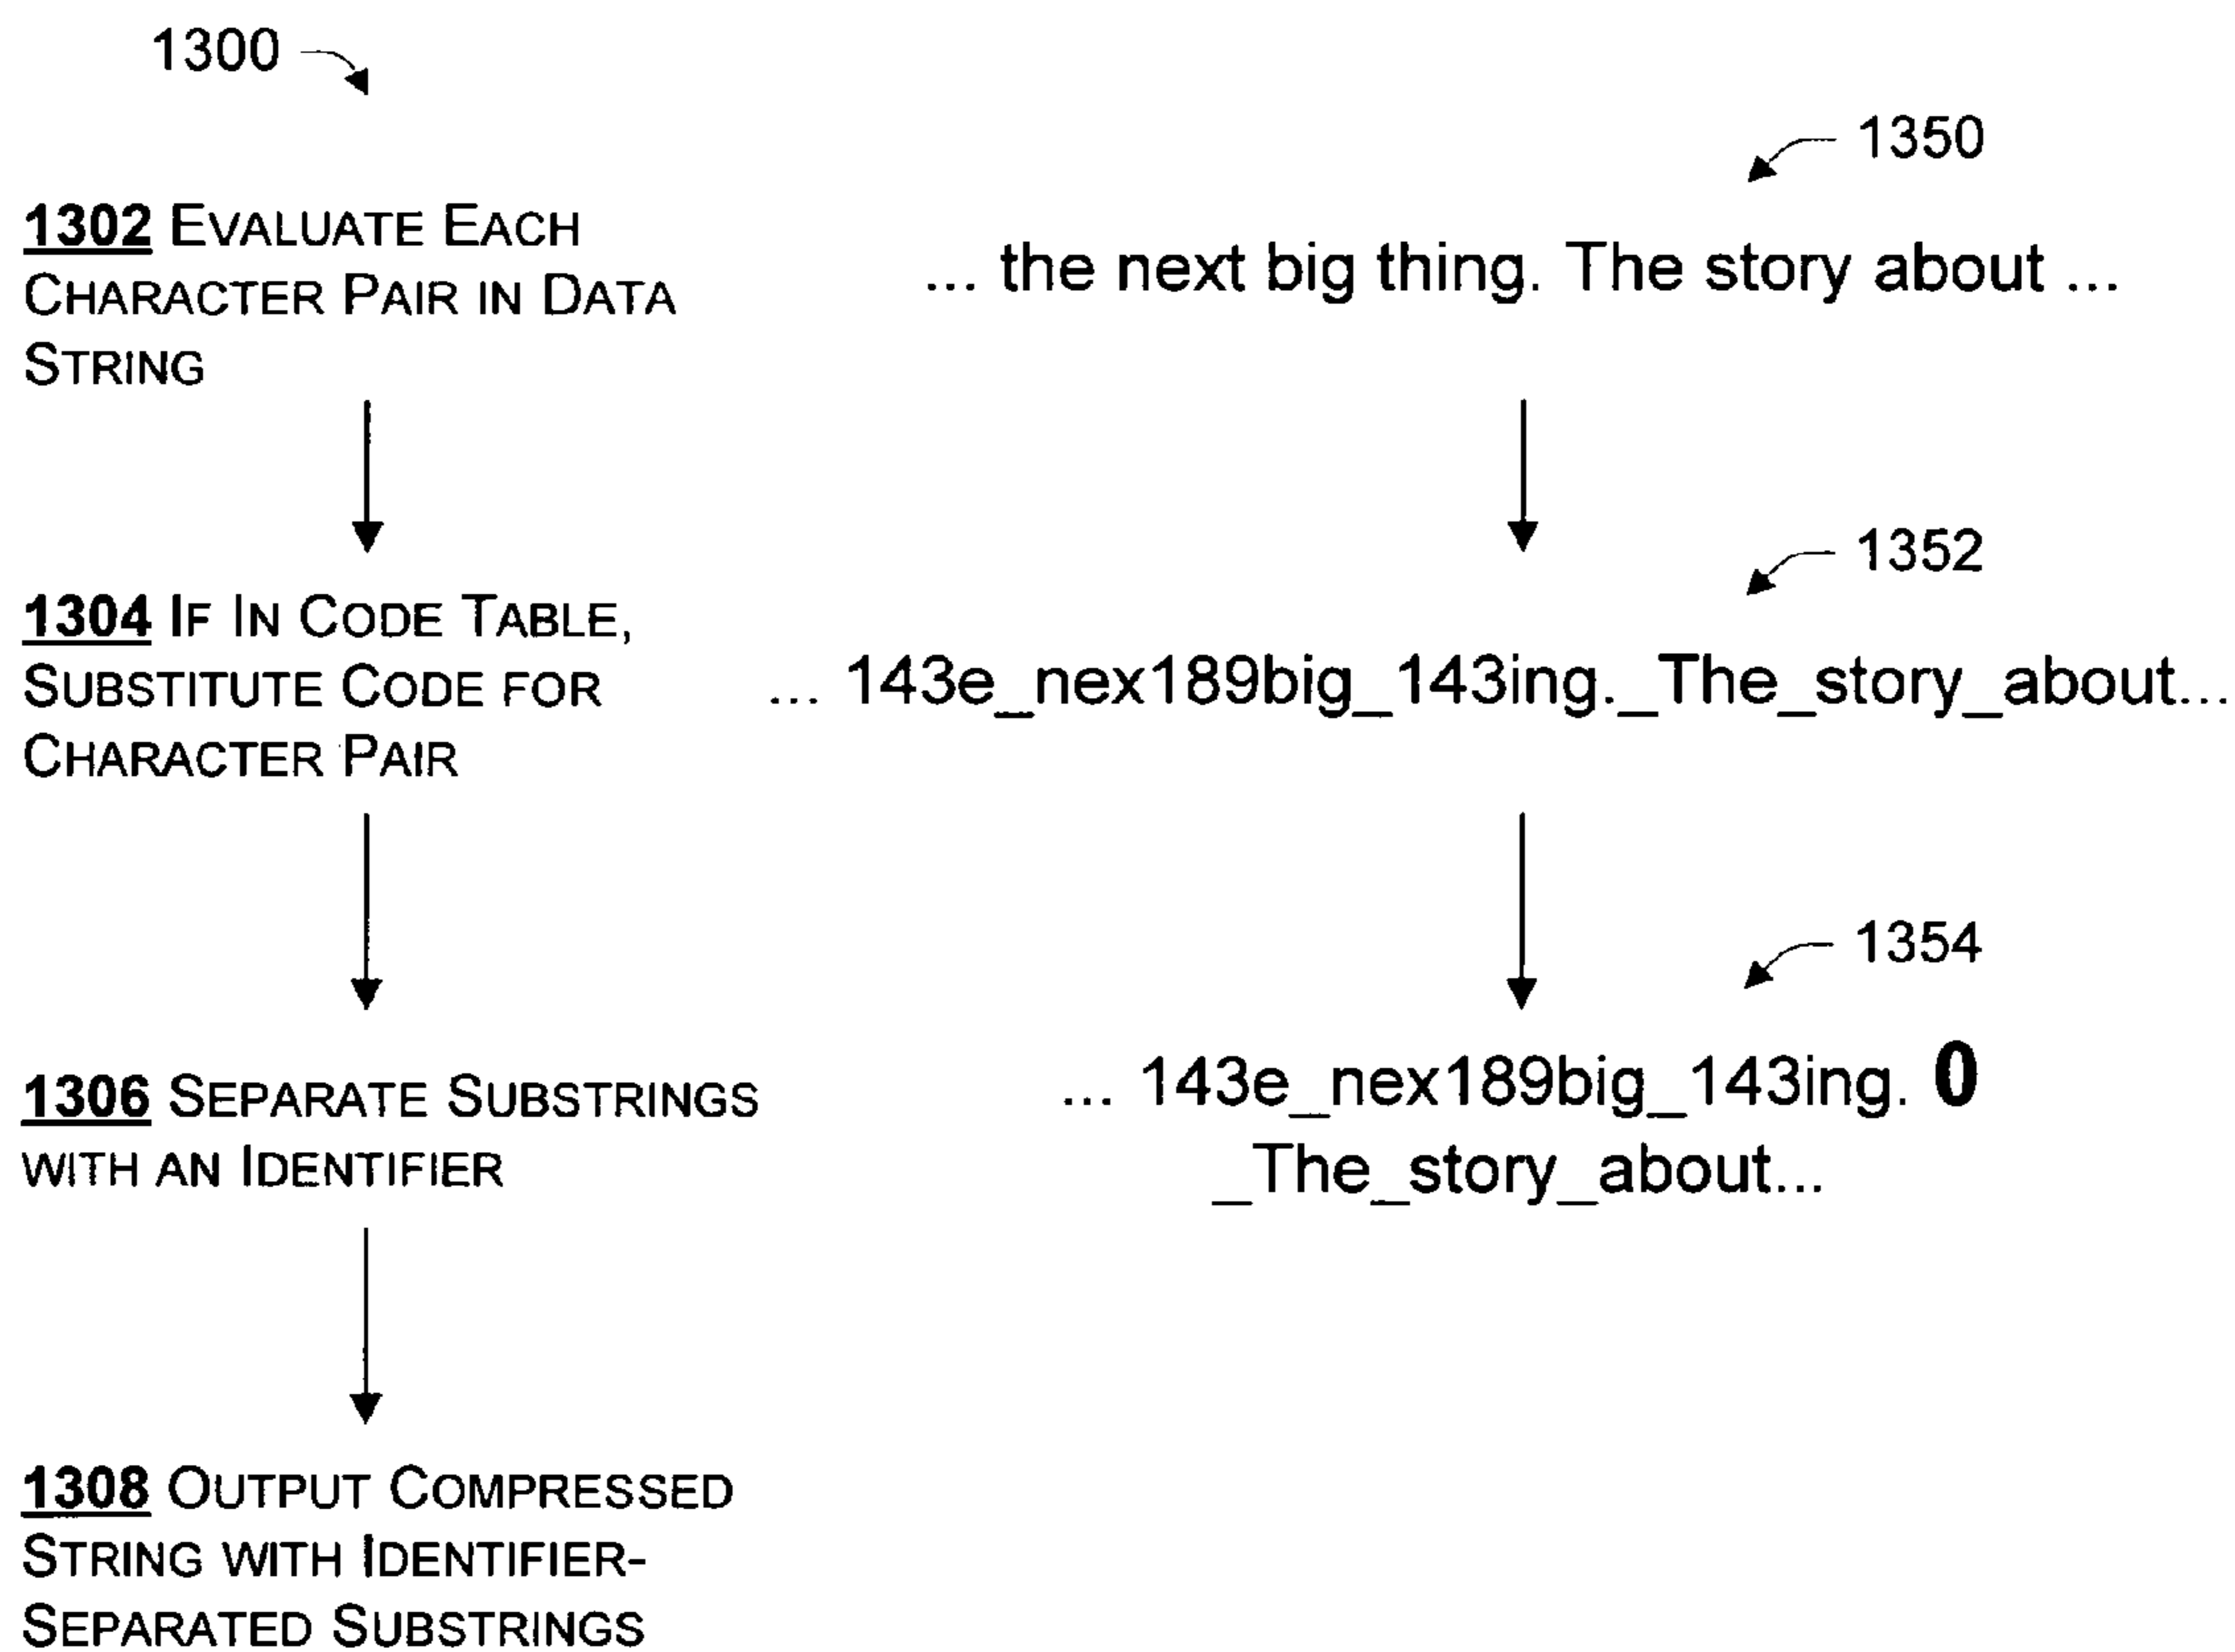 1300
1350
1302 EVALUATE EACH
CHARACTER PAIR IN DATA
STRING
... the next big thing. The story about ...
1352
1304 IF IN CODE TABLE,
SUBSTITUTE CODE FOR
CHARACTER PAIR
... 143e_nex189big_143ing._The_story_about...
1354
1306 SEPARATE SUBSTRINGS
WITH AN IDENTIFIER
... 143e_nex189big_143ing. 0
_The_story_about...
1308 OUTPUT COMPRESSED
STRING WITH IDENTIFIER-
SEPARATED SUBSTRINGS